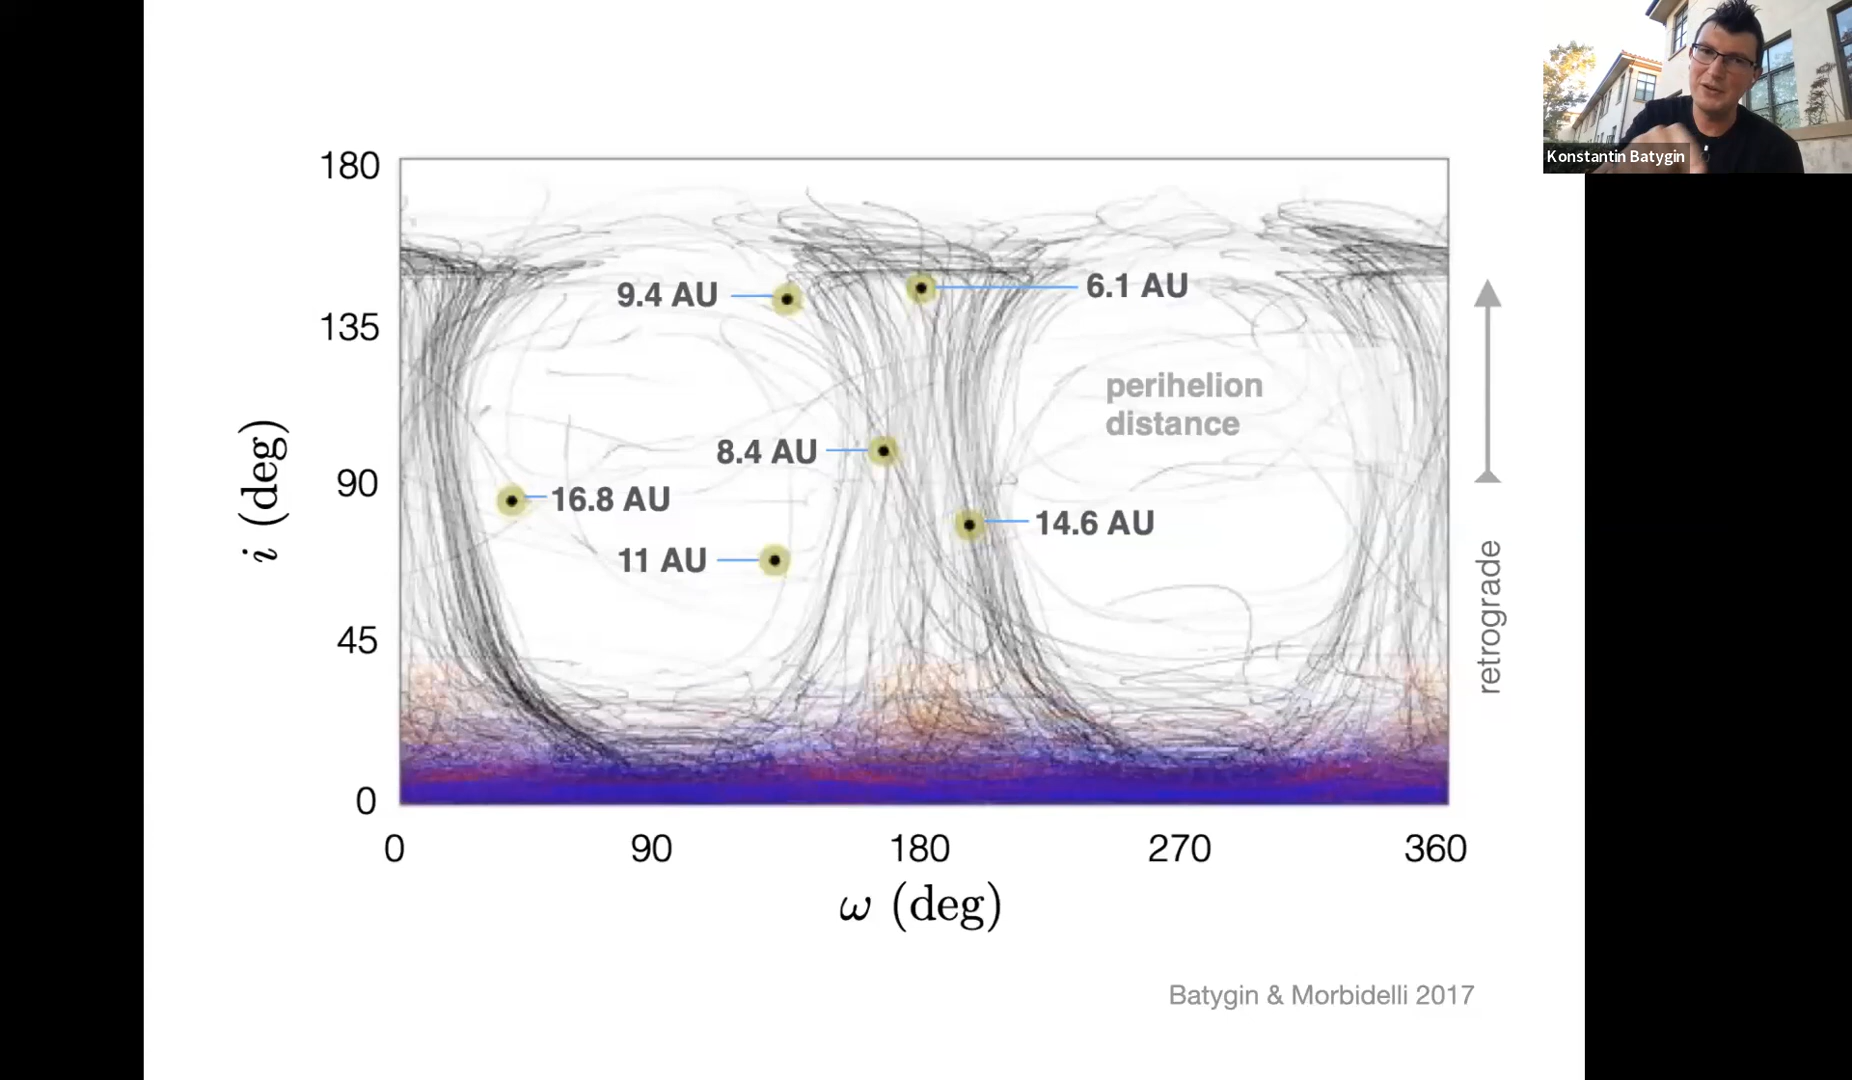 Konstantin Batygin
180
135
90
45
0
i (deg)
9.4 AU
6.1 AU
perihelion
distance
8.4 AU
16.8 AU
14.6 AU
11 AU
retrograde
0
90
180
270
360
ω (deg)
Batygin & Morbidelli 2017